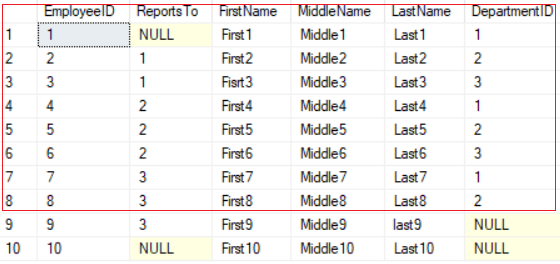 EmployeeID ReportsTo FirstName MiddleName LastName DepartmentID
1 1 NULL First1 Middle1 Last1 1
2 2 1 First2 Middle2 Last2 2
3 3 1 Fisrt3 Middle3 Last3 3
4 4 2 First4 Middle4 Last4 1
5 5 2 First5 Middle5 Last5 2
6 6 2 First6 Middle6 Last6 3
7 7 3 First7 Middle7 Last7 1
8 8 3 First8 Middle8 Last8 2
9 9 3 First9 Middle9 last9 NULL
10 10 NULL First10 Middle10 Last10 NULL